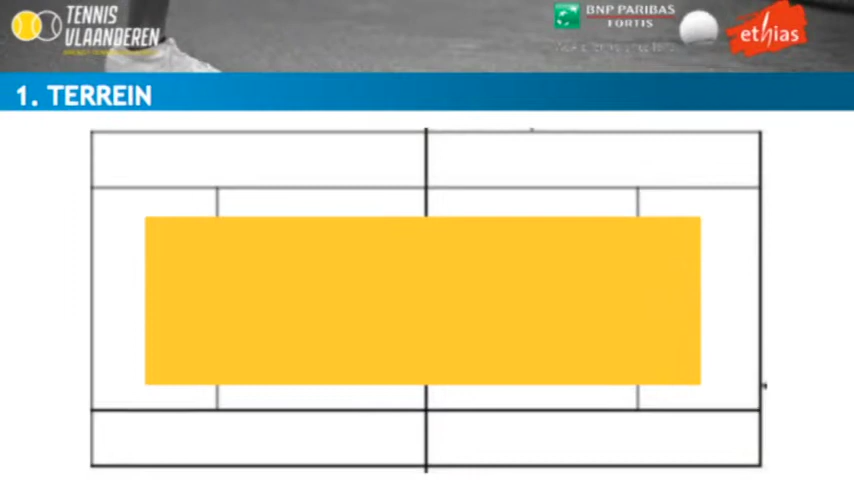 TENNIS
VLAANDEREN
BNP PARIBAS
FORTIS
ethias
1. TERREIN